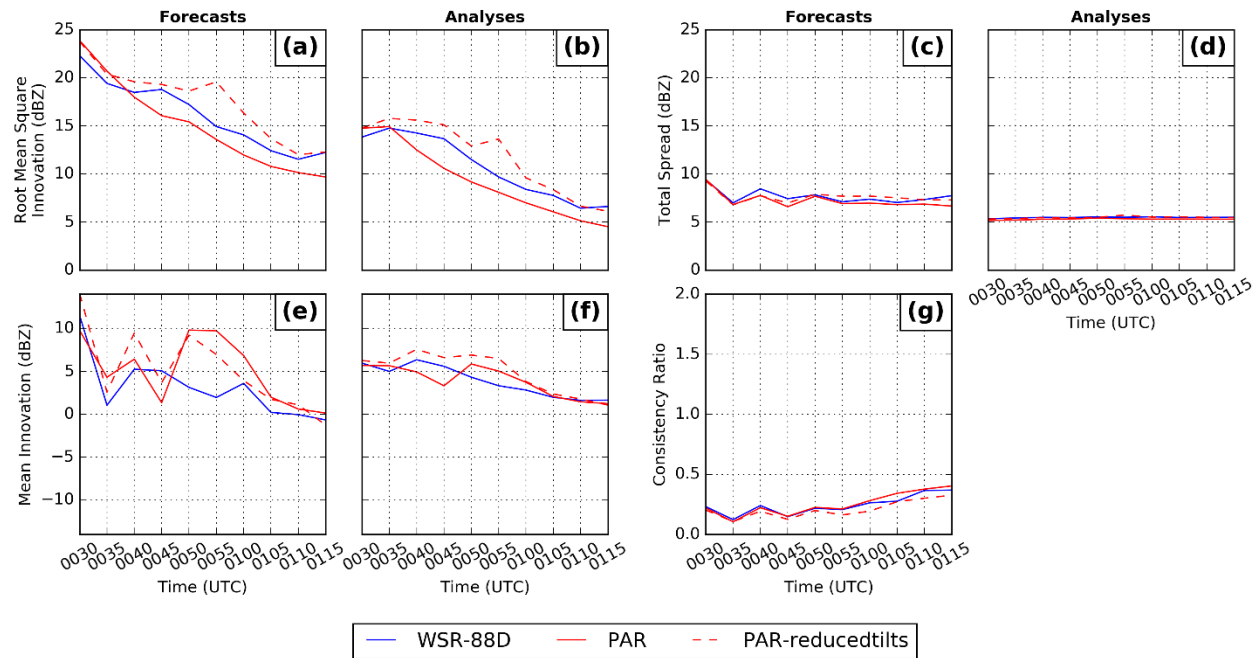 Forecasts
Analyses
Forecasts
Analyses
25
20
15
10
5
0
Root Mean Square
Innovation (dBZ)
(a)
(b)
25
20
15
10
5
0
Total Spread (dBZ)
(c)
(d)
0030
0035
0040
0045
0050
0055
0100
0105
0110
0115
Time (UTC)
10
5
0
−5
−10
Mean Innovation (dBZ)
(e)
0030
0035
0040
0045
0050
0055
0100
0105
0110
0115
Time (UTC)
(f)
0030
0035
0040
0045
0050
0055
0100
0105
0110
0115
Time (UTC)
2.0
1.5
1.0
0.5
0.0
Consistency Ratio
(g)
0030
0035
0040
0045
0050
0055
0100
0105
0110
0115
Time (UTC)
WSR-88D
PAR
PAR-reducedtilts